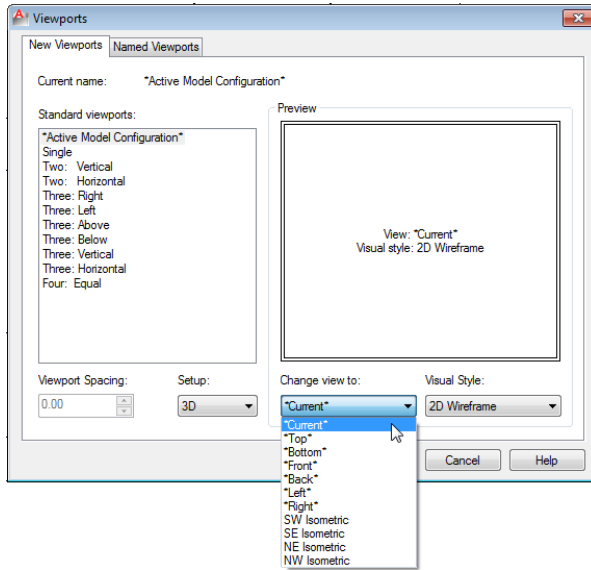 Viewports
New Viewports
Named Viewports
Current name: *Active Model Configuration*
Standard viewports:
*Active Model Configuration*
Single
Two: Vertical
Two: Horizontal
Three: Right
Three: Left
Three: Above
Three: Below
Three: Vertical
Three: Horizontal
Four: Equal
Preview
View: *Current*
Visual style: 2D Wireframe
Viewport Spacing:
0.00
Setup:
3D
Change view to:
*Current*
Visual Style:
2D Wireframe
*Current*
*Top*
*Bottom*
*Front*
*Back*
*Left*
*Right*
SW Isometric
SE Isometric
NE Isometric
NW Isometric
Cancel
Help